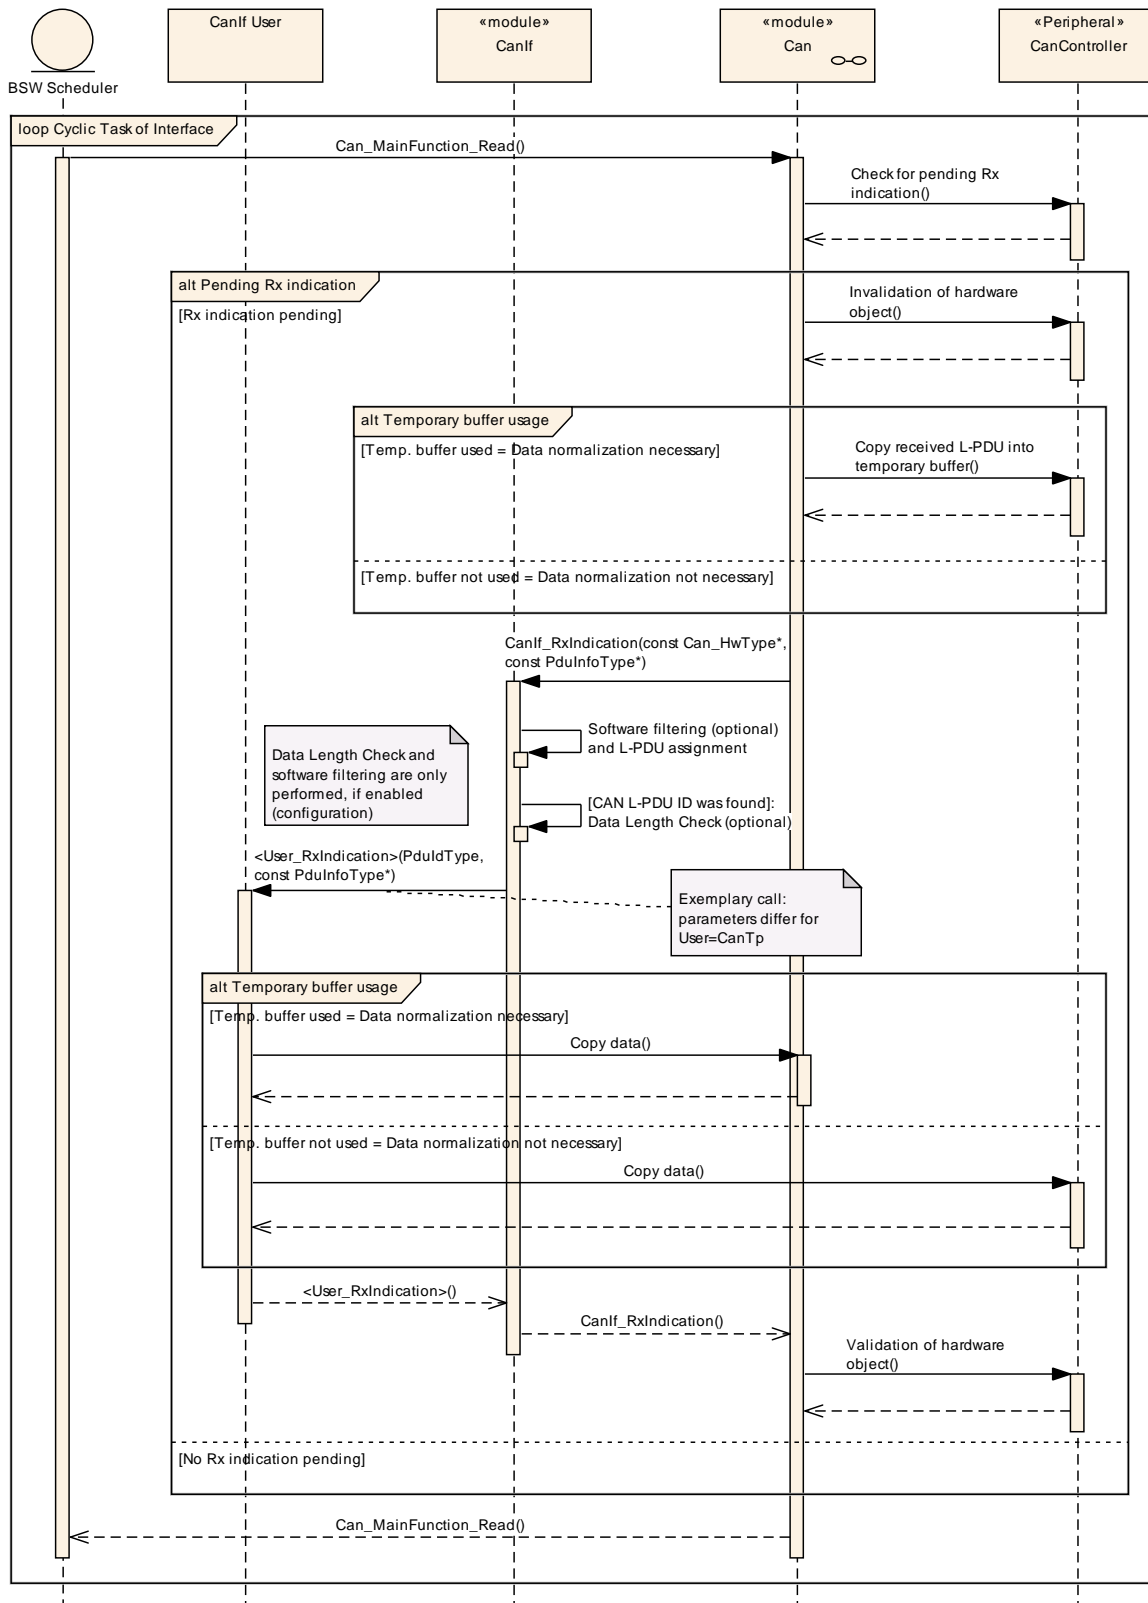 BSW Scheduler
CanIf User
«module»
CanIf
«module»
Can
«Peripheral»
CanController
loop Cyclic Task of Interface
Can_MainFunction_Read()
Check for pending Rx
indication()
alt Pending Rx indication
[Rx indication pending]
Invalidation of hardware
object()
alt Temporary buffer usage
[Temp. buffer used = Data normalization necessary]
Copy received L-PDU into
temporary buffer()
[Temp. buffer not used = Data normalization not necessary]
CanIf_RxIndication(const Can_HwType*,
const PduInfoType*)
Software filtering (optional)
and L-PDU assignment
Data Length Check and
software filtering are only
performed, if enabled
(configuration)
[CAN L-PDU ID was found]:
Data Length Check (optional)
<User_RxIndication>(PduIdType,
const PduInfoType*)
Exemplary call:
parameters differ for
User=CanTp
alt Temporary buffer usage
[Temp. buffer used = Data normalization necessary]
Copy data()
[Temp. buffer not used = Data normalization not necessary]
Copy data()
<User_RxIndication>()
CanIf_RxIndication()
Validation of hardware
object()
[No Rx indication pending]
Can_MainFunction_Read()